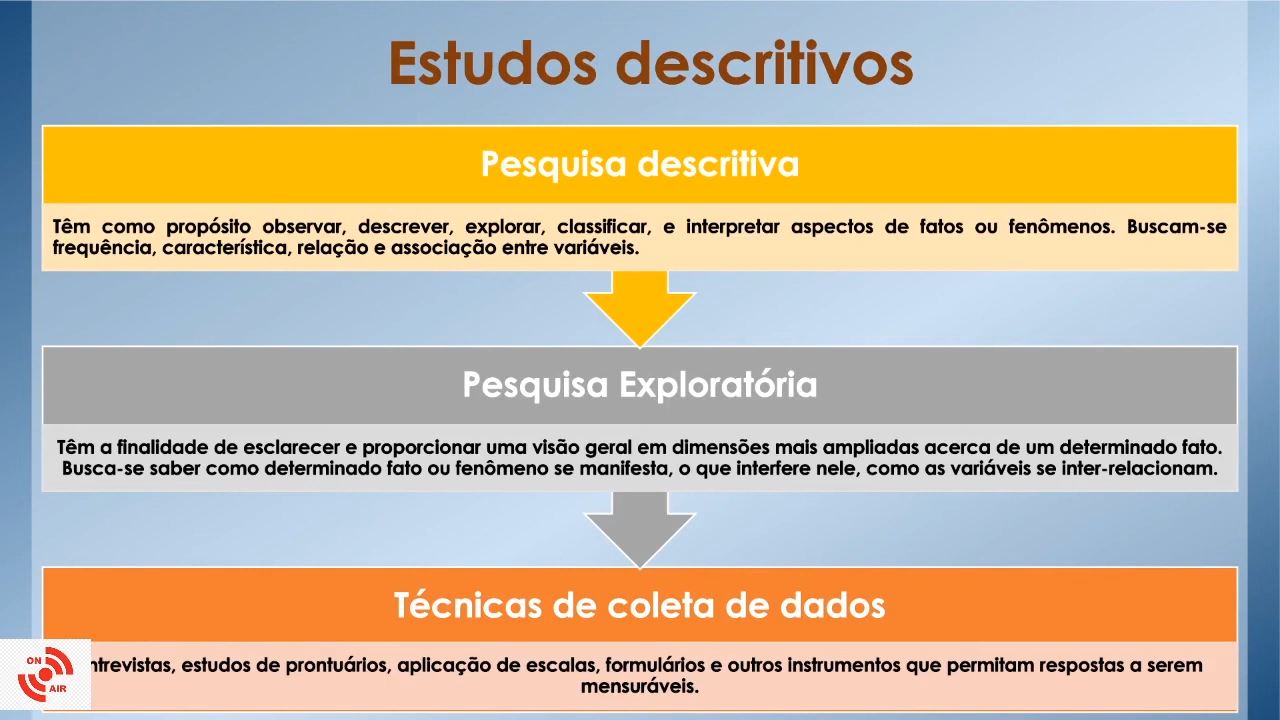 Estudos descritivos
Pesquisa descritiva
Têm como propósito observar, descrever, explorar, classificar, e interpretar aspectos de fatos ou fenômenos. Buscam-se
frequência, característica, relação e associação entre variáveis.
Pesquisa Exploratória
Têm a finalidade de esclarecer e proporcionar uma visão geral em dimensões mais ampliadas acerca de um determinado fato.
Busca-se saber como determinado fato ou fenômeno se manifesta, o que interfere nele, como as variáveis se inter-relacionam.
Técnicas de coleta de dados
ntrevistas, estudos de prontuários, aplicação de escalas, formulários e outros instrumentos que permitam respostas a serem
mensuráveis.
ON
AIR